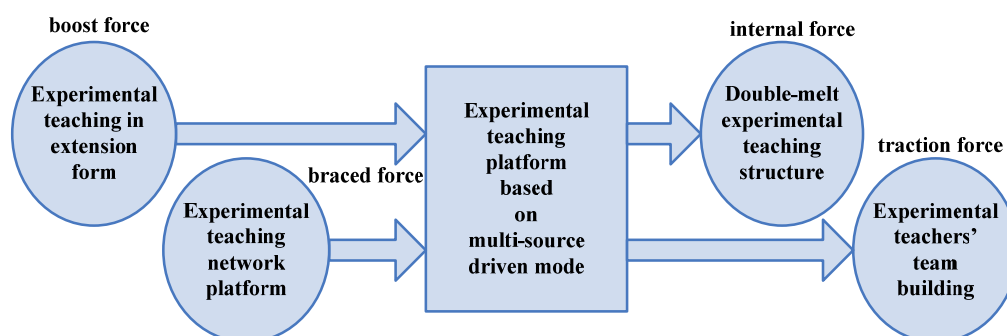 boost force
Experimental
teaching in
extension
form
braced force
Experimental
teaching
network
platform
Experimental
teaching
platform
based
on
multi-source
driven mode
internal force
Double-melt
experimental
teaching
structure
traction force
Experimental
teachers'
team
building